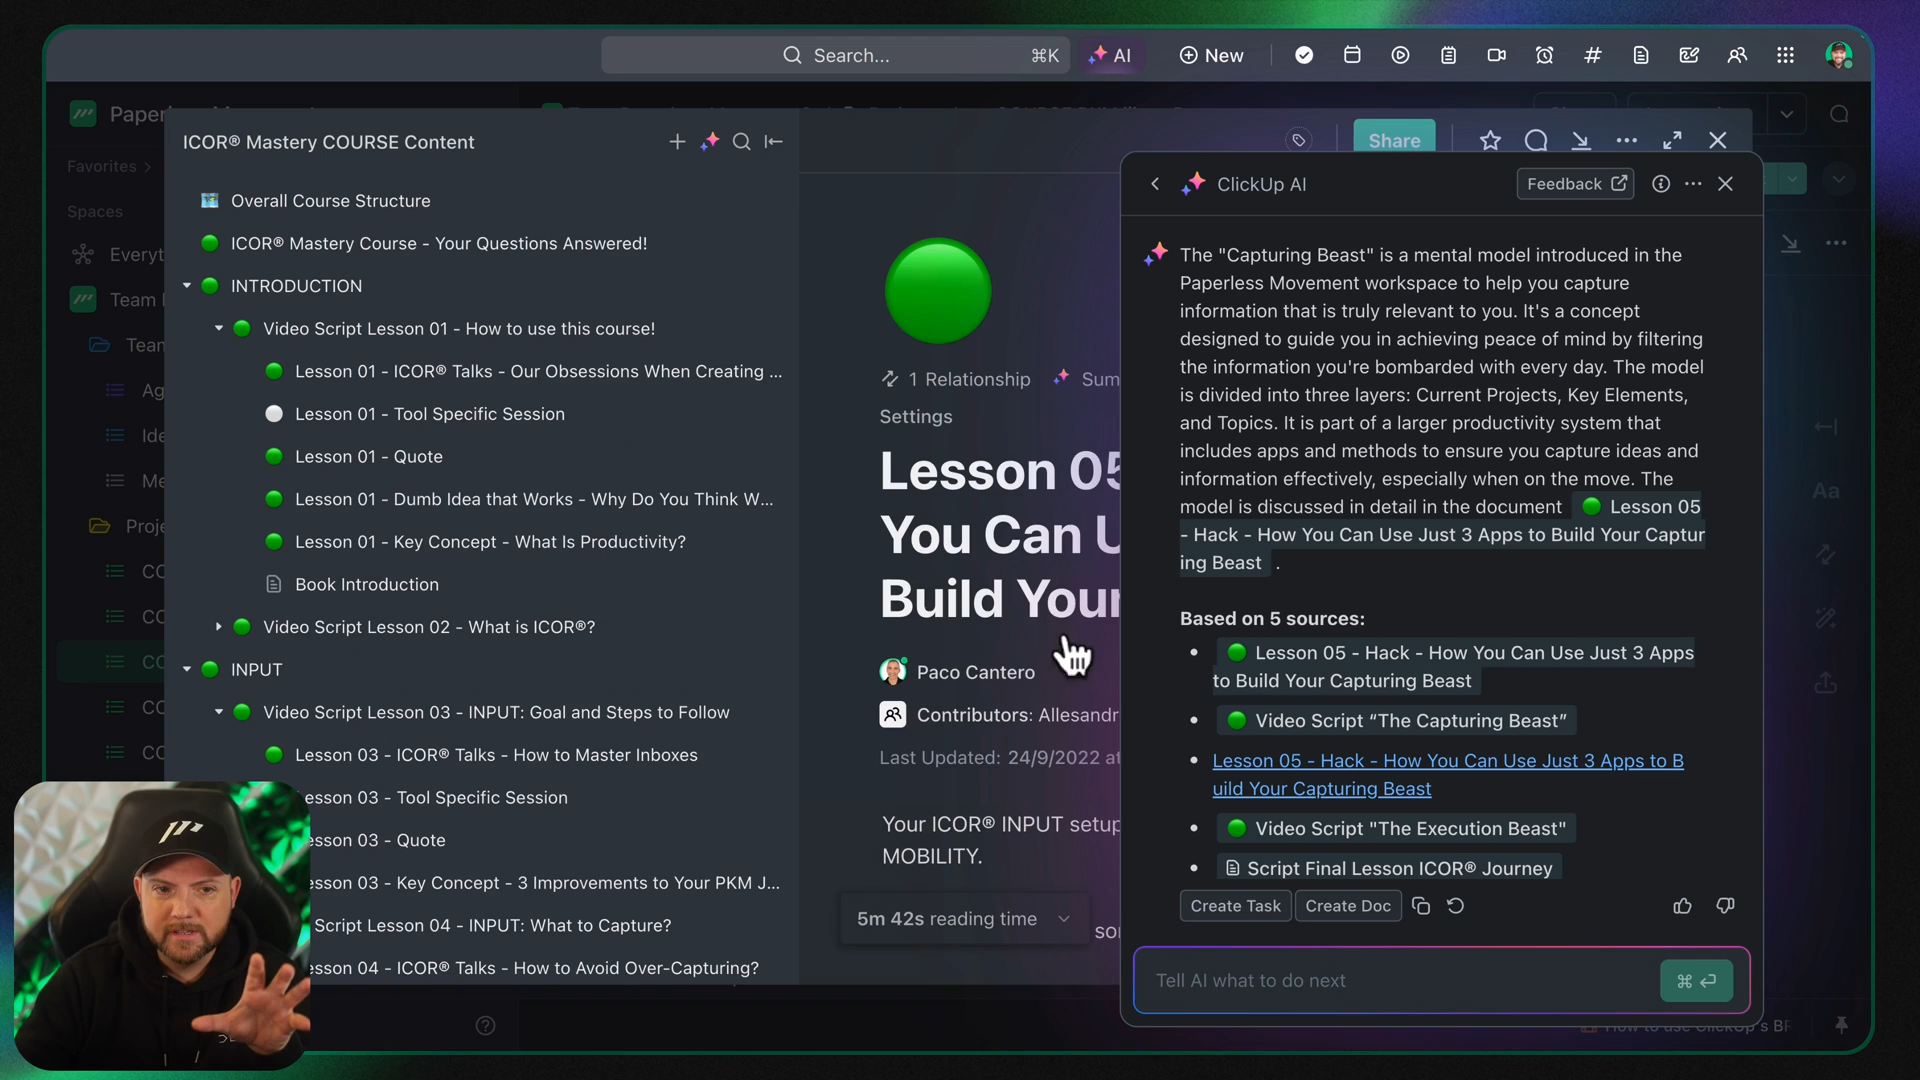 Search...
⌘K
AI
New
Favorites
Spaces
Team
ICOR® Mastery COURSE Content
Overall Course Structure
ICOR® Mastery Course - Your Questions Answered!
INTRODUCTION
Video Script Lesson 01 - How to use this course!
Lesson 01 - ICOR® Talks - Our Obsessions When Creating ...
Lesson 01 - Tool Specific Session
Lesson 01 - Quote
Lesson 01 - Dumb Idea that Works - Why Do You Think W...
Lesson 01 - Key Concept - What Is Productivity?
Book Introduction
Video Script Lesson 02 - What is ICOR®?
INPUT
Video Script Lesson 03 - INPUT: Goal and Steps to Follow
Lesson 03 - ICOR® Talks - How to Master Inboxes
esson 03 - Tool Specific Session
esson 03 - Quote
esson 03 - Key Concept - 3 Improvements to Your PKM J...
Script Lesson 04 - INPUT: What to Capture?
esson 04 - ICOR® Talks - How to Avoid Over-Capturing?
Share
1 Relationship
Sum
Settings
Lesson 05
You Can U
Build Your
Paco Cantero
Contributors: Allesandr
Last Updated: 24/9/2022 at
Your ICOR® INPUT setup
MOBILITY.
5m 42s reading time
ClickUp AI
Feedback
The "Capturing Beast" is a mental model introduced in the
Paperless Movement workspace to help you capture
information that is truly relevant to you. It's a concept
designed to guide you in achieving peace of mind by filtering
the information you're bombarded with every day. The model
is divided into three layers: Current Projects, Key Elements,
and Topics. It is part of a larger productivity system that
includes apps and methods to ensure you capture ideas and
information effectively, especially when on the move. The
model is discussed in detail in the document Lesson 05
- Hack - How You Can Use Just 3 Apps to Build Your Captur
ing Beast .
Based on 5 sources:
• Lesson 05 - Hack - How You Can Use Just 3 Apps
to Build Your Capturing Beast
• Video Script “The Capturing Beast”
• Lesson 05 - Hack - How You Can Use Just 3 Apps to B
uild Your Capturing Beast
• Video Script "The Execution Beast"
• Script Final Lesson ICOR® Journey
Create Task
Create Doc
Tell AI what to do next
Aa